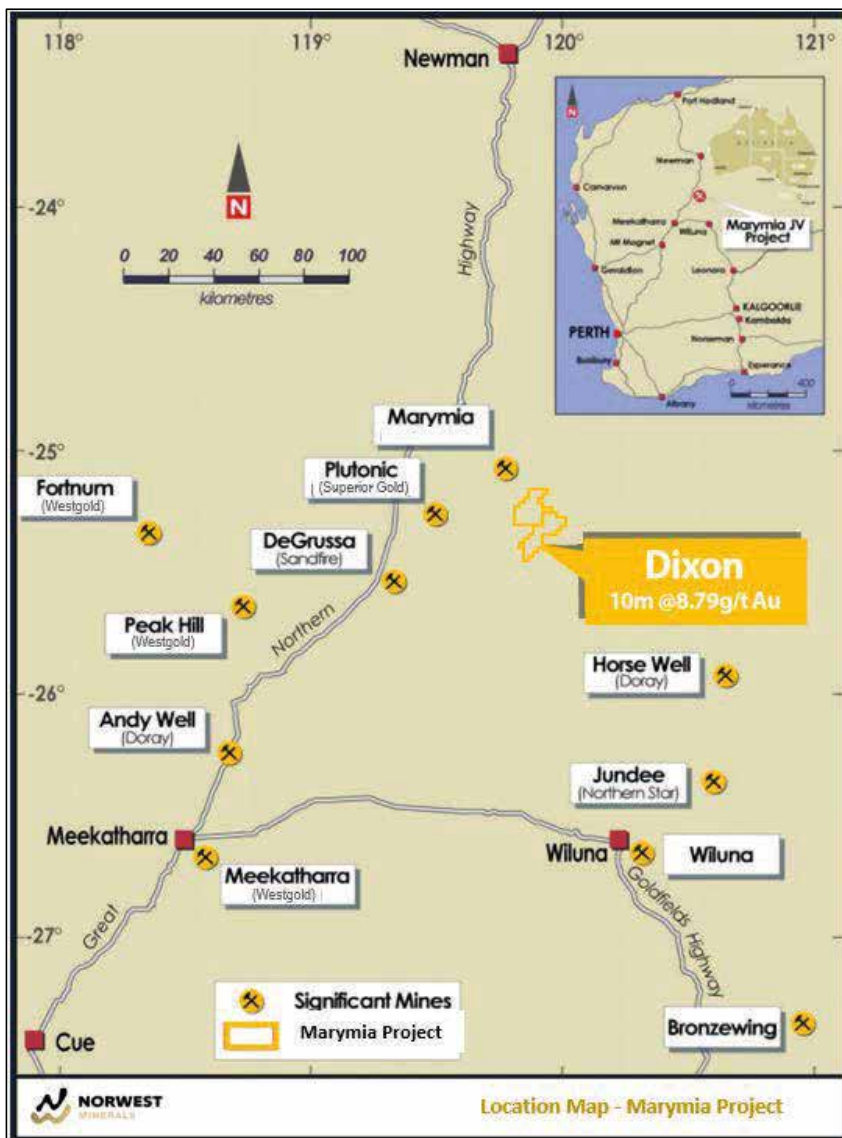 118°
119°
120°
121°
Newman
N
0 20 40 60 80 100
kilometres
Highway
-24°
N
Port Hedland
AUSTRALIA
Newman
Carnarvon
Meekatharra
Wiluna
Marymia JV
Project
Mt Magnet
Geraldton
Leonora
KALGOORLIE
Kambalda
PERTH
Norseman
Bunbury
Esperance
Albany
0 400
kilometres
Marymia
-25°
Plutonic
(Superior Gold)
Fortnum
(Westgold)
DeGrussa
(Sandfire)
Dixon
10m @8.79g/t Au
Peak Hill
(Westgold)
Northern
Horse Well
(Doray)
-26°
Andy Well
(Doray)
Jundee
(Northern Star)
Meekatharra
Wiluna
Wiluna
Meekatharra
(Westgold)
Goldfields Highway
Great
-27°
Significant Mines
Marymia Project
Bronzewing
Cue
NORWEST
MINERALS
Location Map - Marymia Project